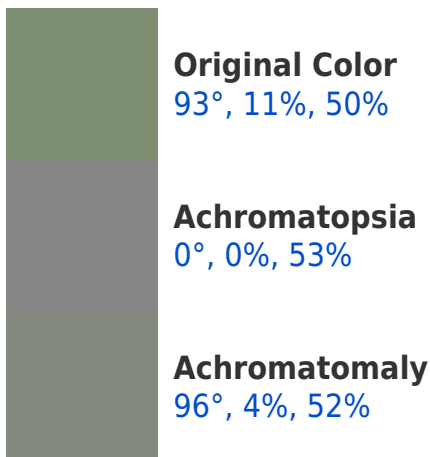 Original Color
93°, 11%, 50%
Achromatopsia
0°, 0%, 53%
Achromatomaly
96°, 4%, 52%